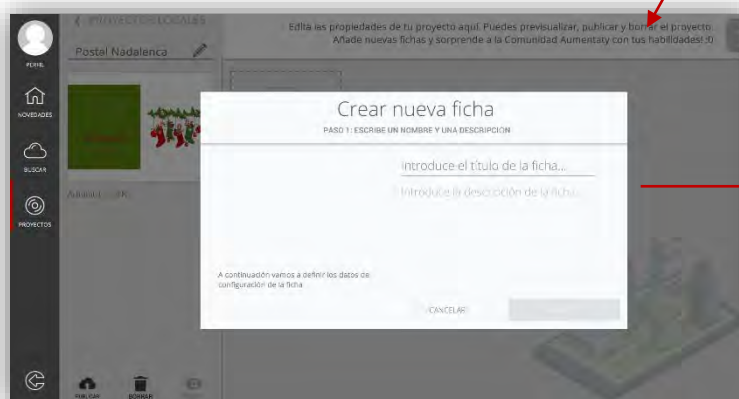 PROYECTOS LOCALES
Edita las propiedades de tu proyecto aquí. Puedes previsualizar, publicar y borrar el proyecto.
Añade nuevas fichas y sorprende a la Comunidad Aumentaty con tus habilidades! :0
Postal Nadalenca
PERFIL
NOVEDADES
BUSCAR
PROYECTOS
Crear nueva ficha
PASO 1: ESCRIBE UN NOMBRE Y UNA DESCRIPCION
Introduce el título de la ficha...
Introduce la descripción de la ficha...
A continuación vamos a definir los datos de
configuración de la ficha
CANCELAR
PUBLICAR
BORRAR